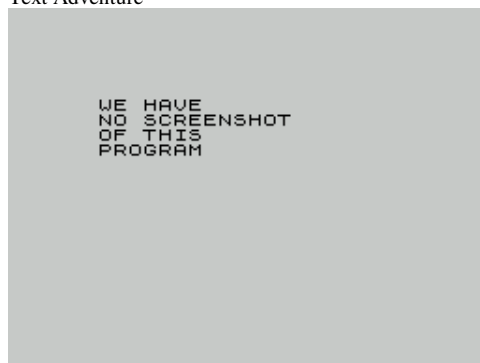 Text Adventure
WE HAVE
NO SCREENSHOT
OF THIS
PROGRAM